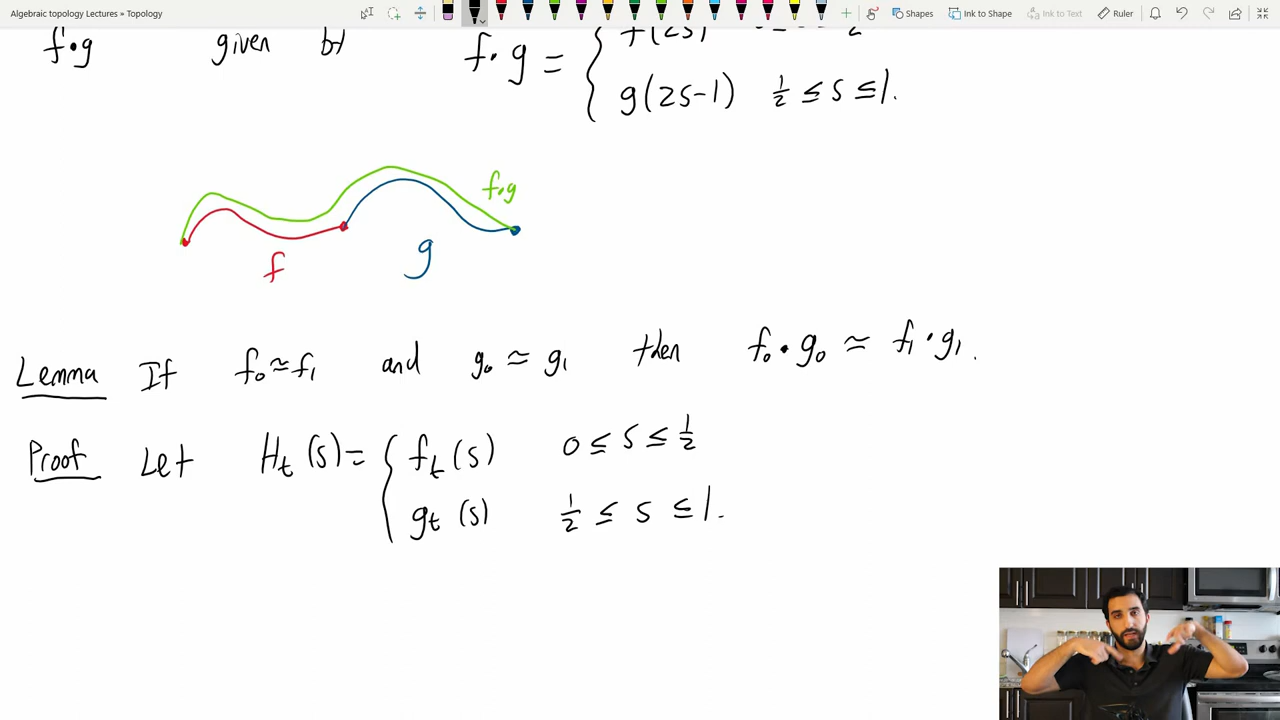 Algebraic topology Lectures » Topology
Shapes Ink to Shape Ink to Text Ruler
f•g given by f•g = { f(2s)
g(2s-1) ½ ≤ s ≤ 1.
f•g
f g
Lemma If f₀≈f₁ and g₀ ≈ g₁ then f₀•g₀ ≈ f₁•g₁.
Proof Let Hₜ(s) = { fₜ(s) 0 ≤ s ≤ ½
gₜ(s) ½ ≤ s ≤ 1.